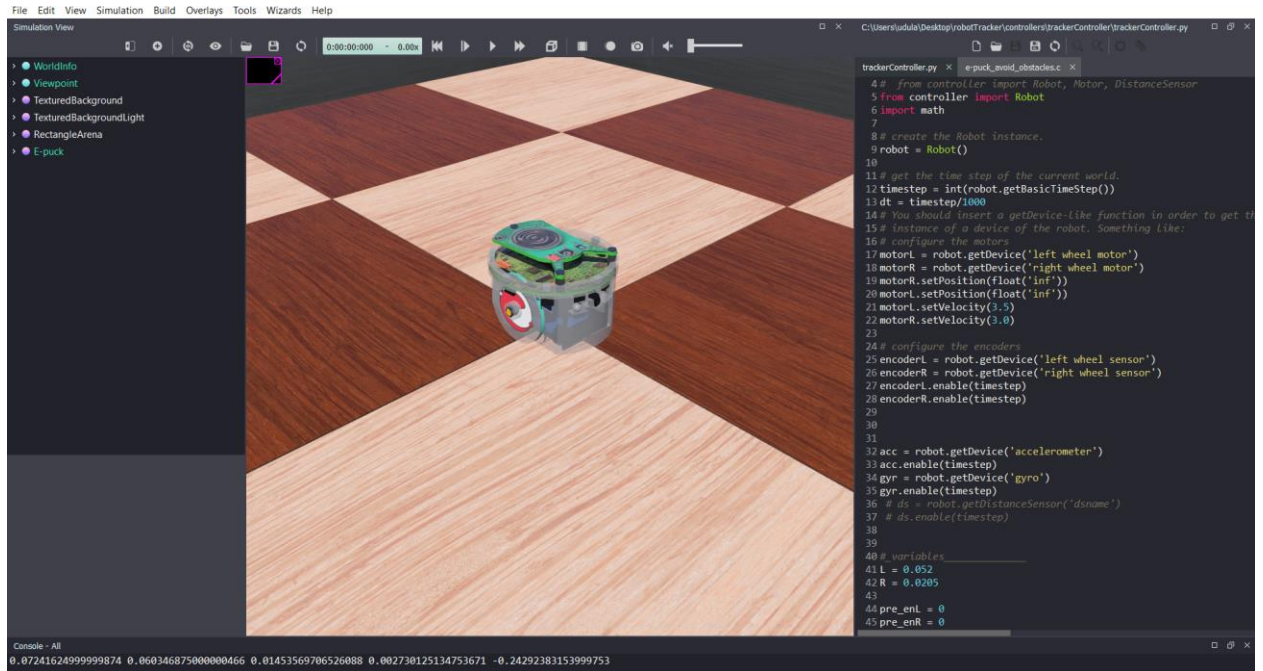 File Edit View Simulation Build Overlays Tools Wizards Help
Simulation View
C:\Users\udula\Desktop\robotTracker\controllers\trackerController\trackerController.py
0:00:00:000 - 0.00x
WorldInfo
Viewpoint
TexturedBackground
TexturedBackgroundLight
RectangleArena
E-puck
trackerController.py × e-puck_avoid_obstacles.c ×
4 # from controller import Robot, Motor, DistanceSensor
5 from controller import Robot
6 import math
7
8 # create the Robot instance.
9 robot = Robot()
10
11 # get the time step of the current world.
12 timestep = int(robot.getBasicTimeStep())
13 dt = timestep/1000
14 # You should insert a getDevice-like function in order to get th
15 # instance of a device of the robot. Something like:
16 # configure the motors
17 motorL = robot.getDevice('left wheel motor')
18 motorR = robot.getDevice('right wheel motor')
19 motorR.setPosition(float('inf'))
20 motorL.setPosition(float('inf'))
21 motorL.setVelocity(3.5)
22 motorR.setVelocity(3.0)
23
24 # configure the encoders
25 encoderL = robot.getDevice('left wheel sensor')
26 encoderR = robot.getDevice('right wheel sensor')
27 encoderL.enable(timestep)
28 encoderR.enable(timestep)
29
30
31
32 acc = robot.getDevice('accelerometer')
33 acc.enable(timestep)
34 gyr = robot.getDevice('gyro')
35 gyr.enable(timestep)
36 # ds = robot.getDistanceSensor('dsname')
37 # ds.enable(timestep)
38
39
40 #_variables______________
41 L = 0.052
42 R = 0.0205
43
44 pre_enL = 0
45 pre_enR = 0
Console - All
0.07241624999999874 0.060346875000000466 0.01453569706526088 0.002730125134753671 -0.24292383153999753